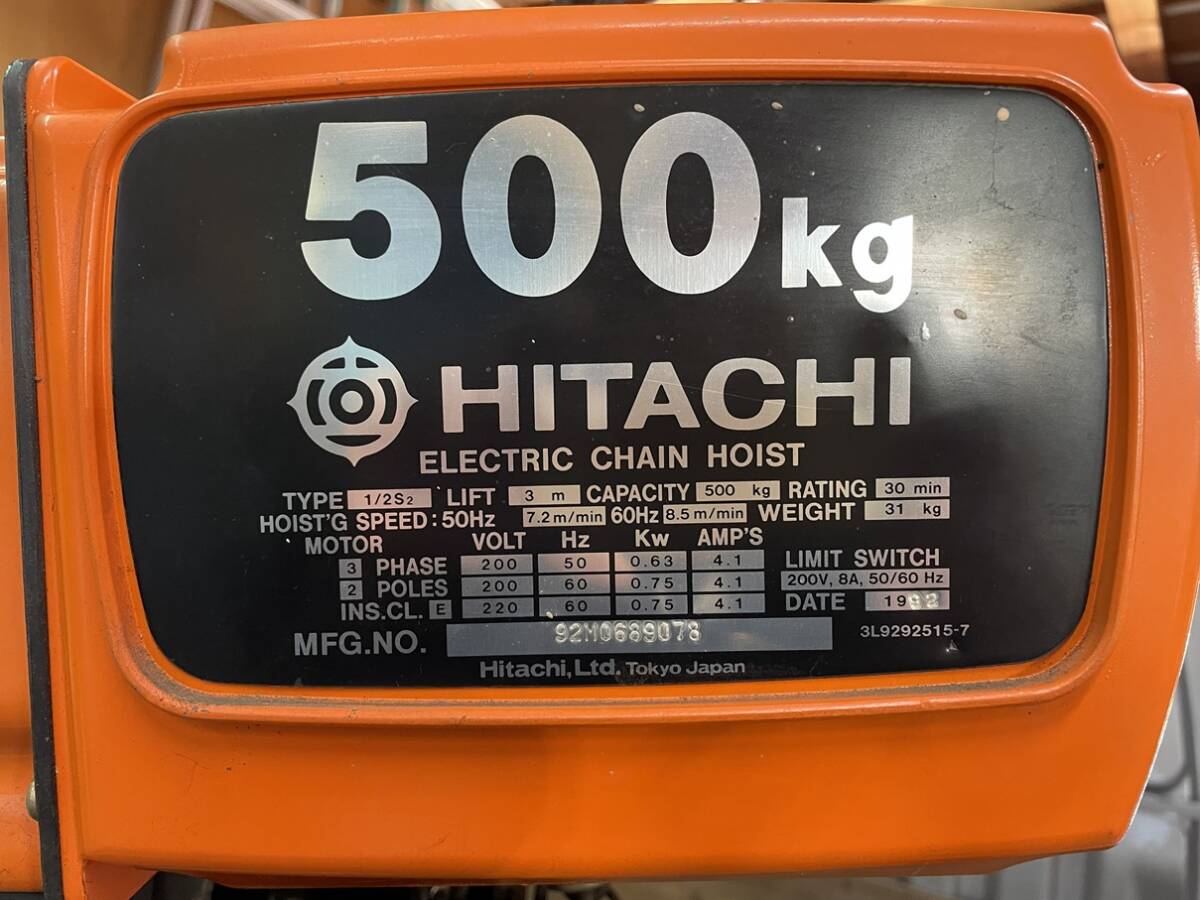 500kg
HITACHI
ELECTRIC CHAIN HOIST
TYPE 1/2S2 LIFT 3 m CAPACITY 500 kg RATING 30 min
HOIST'G SPEED: 50Hz 7.2 m/min 60Hz 8.5 m/min WEIGHT 31 kg
MOTOR VOLT Hz Kw AMP'S
3 PHASE 200 50 0.63 4.1 LIMIT SWITCH
2 POLES 200 60 0.75 4.1 200V, 8A, 50/60 Hz
INS.CL. E 220 60 0.75 4.1 DATE 1992
MFG.NO. 92M0689078 3L9292515-7
Hitachi, Ltd. Tokyo Japan